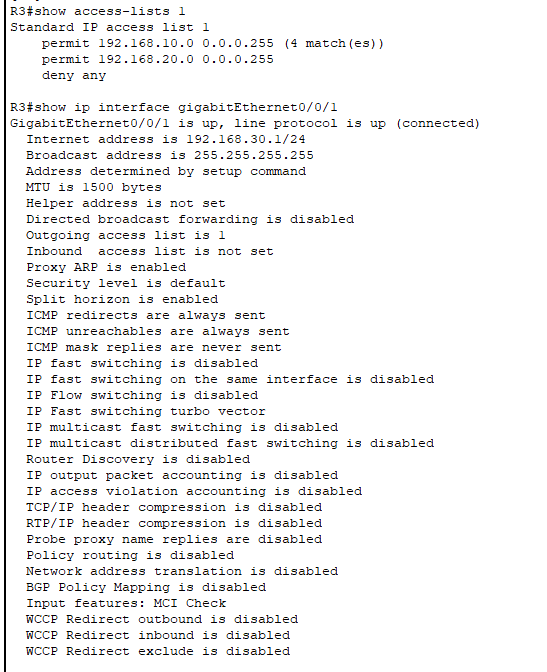 R3#show access-lists 1
Standard IP access list 1
    permit 192.168.10.0 0.0.0.255 (4 match(es))
    permit 192.168.20.0 0.0.0.255
    deny any

R3#show ip interface gigabitEthernet0/0/1
GigabitEthernet0/0/1 is up, line protocol is up (connected)
  Internet address is 192.168.30.1/24
  Broadcast address is 255.255.255.255
  Address determined by setup command
  MTU is 1500 bytes
  Helper address is not set
  Directed broadcast forwarding is disabled
  Outgoing access list is 1
  Inbound  access list is not set
  Proxy ARP is enabled
  Security level is default
  Split horizon is enabled
  ICMP redirects are always sent
  ICMP unreachables are always sent
  ICMP mask replies are never sent
  IP fast switching is disabled
  IP fast switching on the same interface is disabled
  IP Flow switching is disabled
  IP Fast switching turbo vector
  IP multicast fast switching is disabled
  IP multicast distributed fast switching is disabled
  Router Discovery is disabled
  IP output packet accounting is disabled
  IP access violation accounting is disabled
  TCP/IP header compression is disabled
  RTP/IP header compression is disabled
  Probe proxy name replies are disabled
  Policy routing is disabled
  Network address translation is disabled
  BGP Policy Mapping is disabled
  Input features: MCI Check
  WCCP Redirect outbound is disabled
  WCCP Redirect inbound is disabled
  WCCP Redirect exclude is disabled